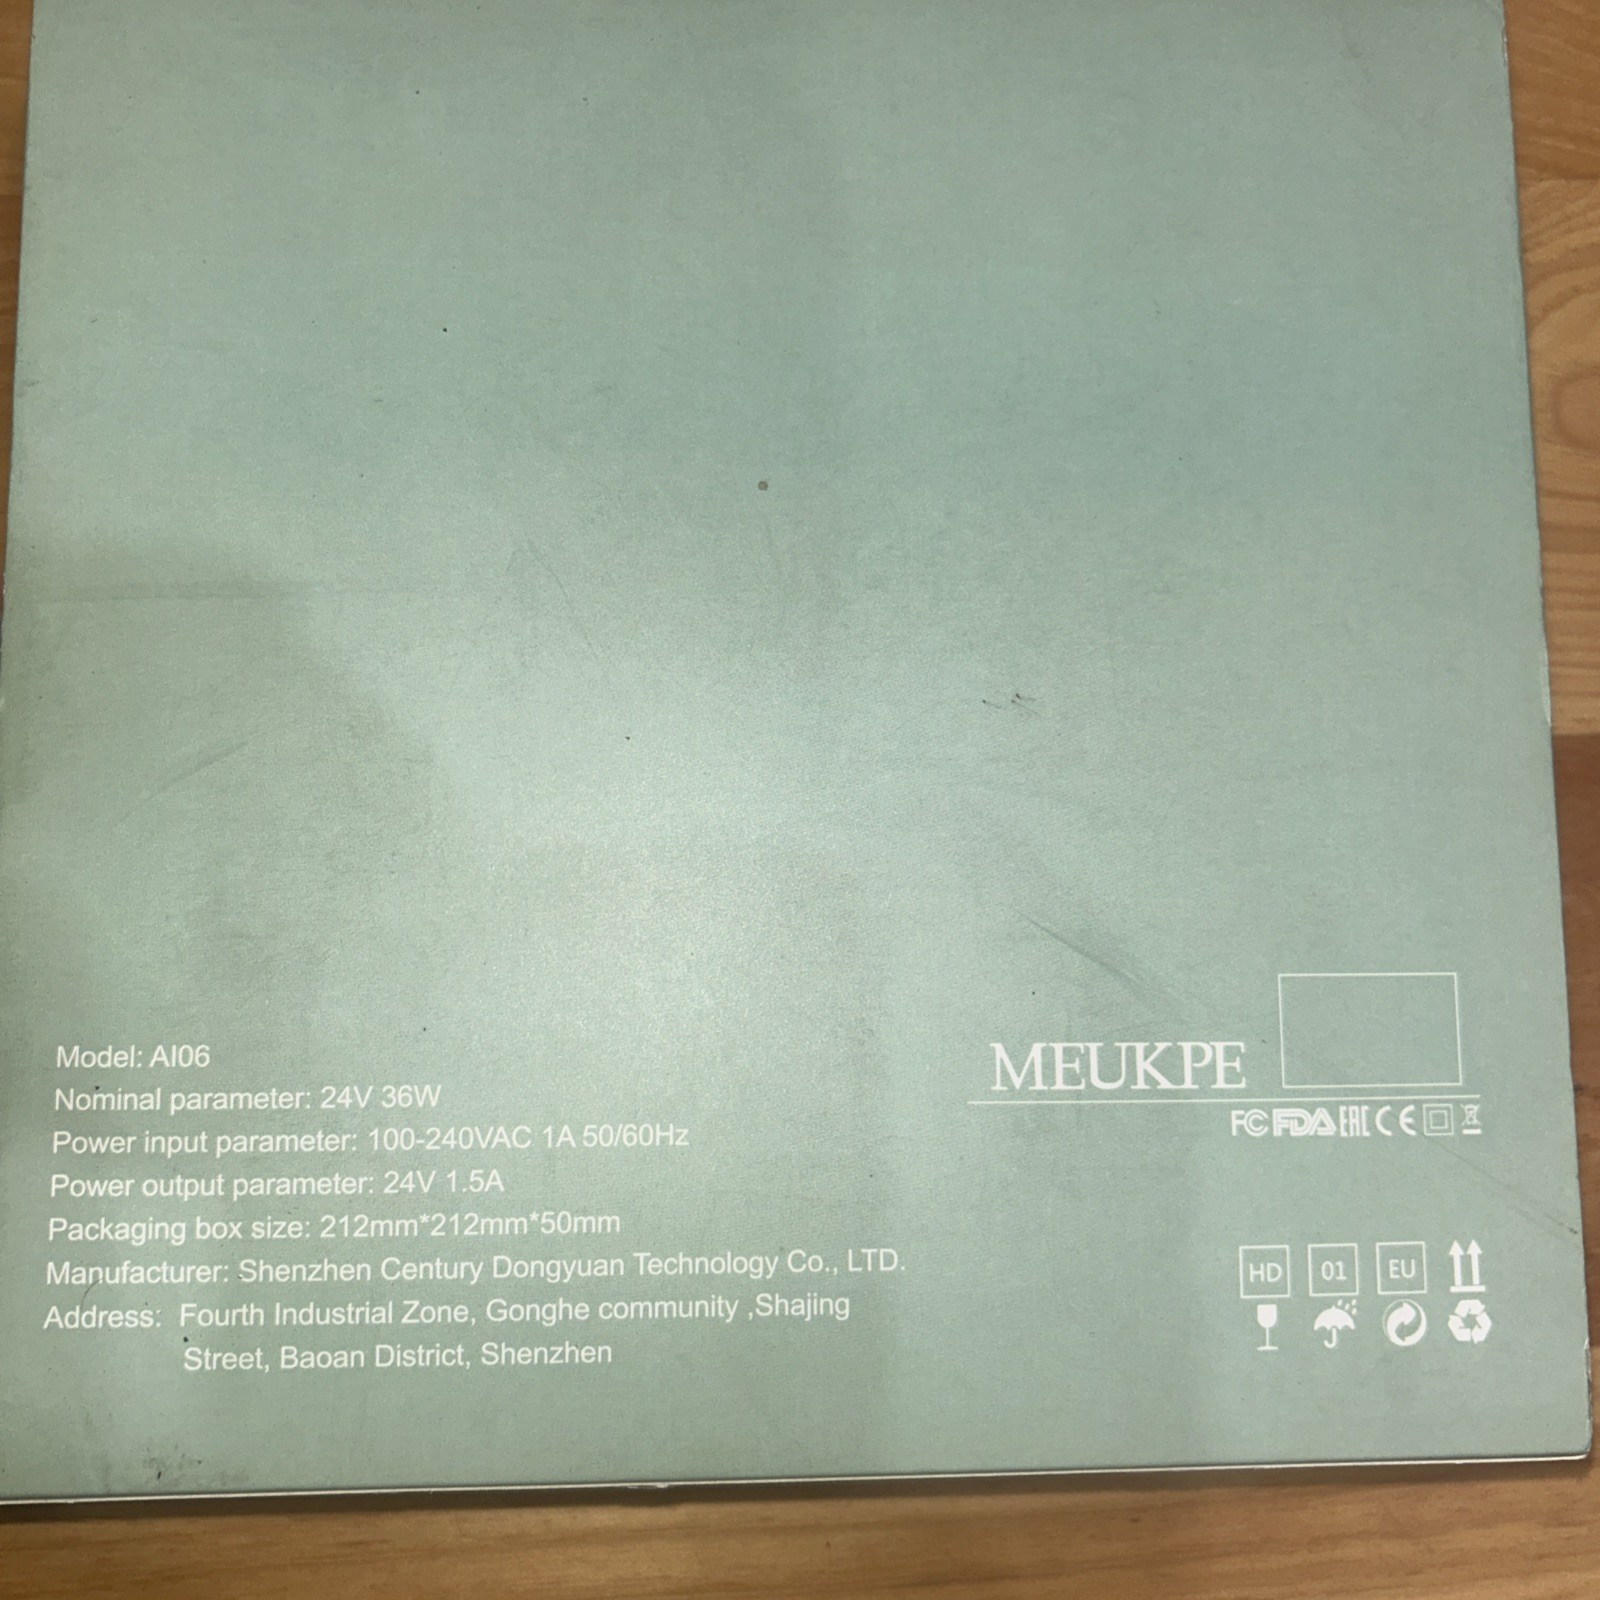 Model: AI06
Nominal parameter: 24V 36W
Power input parameter: 100-240VAC 1A 50/60Hz
Power output parameter: 24V 1.5A
Packaging box size: 212mm*212mm*50mm
Manufacturer: Shenzhen Century Dongyuan Technology Co., LTD.
Address: Fourth Industrial Zone, Gonghe community ,Shajing
Street, Baoan District, Shenzhen
MEUKPE
FC FDA EAC CE
HD 01 EU